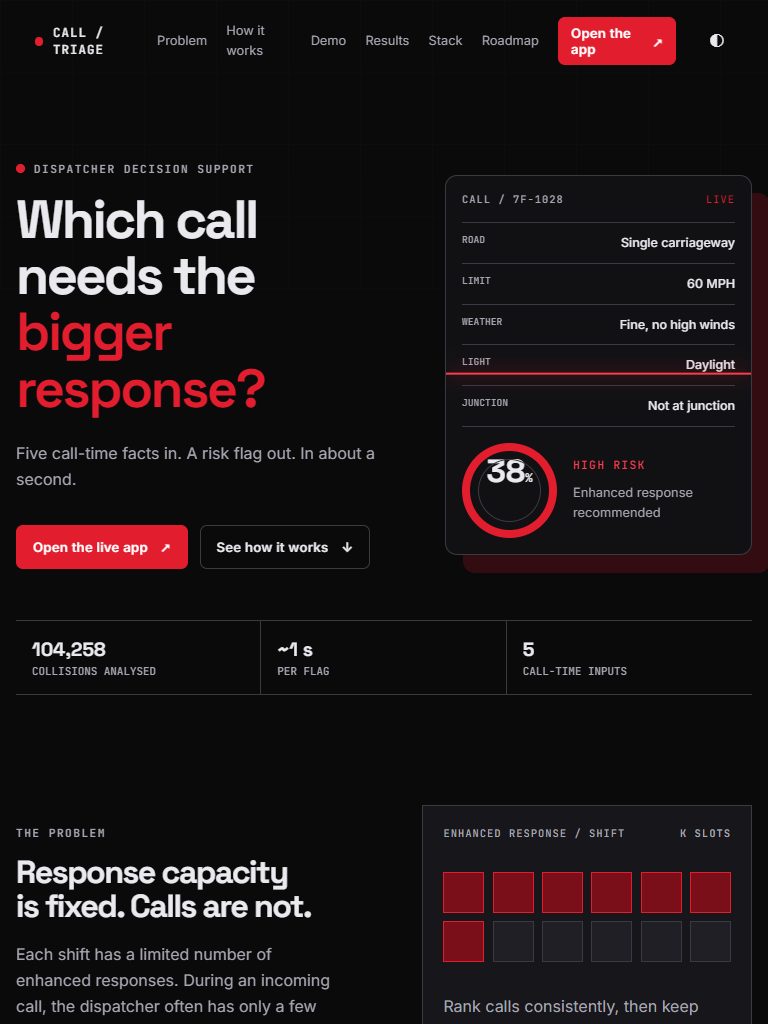 CALL /
TRIAGE
Problem
How it
works
Demo
Results
Stack
Roadmap
Open the
app ↗
DISPATCHER DECISION SUPPORT
Which call
needs the
bigger
response?
Five call-time facts in. A risk flag out. In about a
second.
Open the live app ↗
See how it works ↓
CALL / 7F-1028 LIVE
ROAD Single carriageway
LIMIT 60 MPH
WEATHER Fine, no high winds
LIGHT Daylight
JUNCTION Not at junction
38%
HIGH RISK
Enhanced response
recommended
104,258
COLLISIONS ANALYSED
~1 s
PER FLAG
5
CALL-TIME INPUTS
THE PROBLEM
Response capacity
is fixed. Calls are not.
Each shift has a limited number of
enhanced responses. During an incoming
call, the dispatcher often has only a few
ENHANCED RESPONSE / SHIFT K SLOTS
Rank calls consistently, then keep